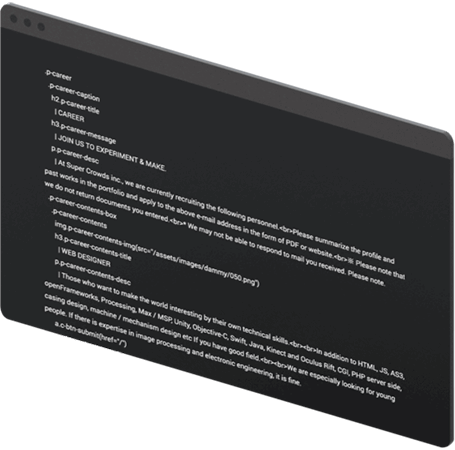 .p-career
.p-career-caption
h2.p-career-title
| CAREER
h3.p-career-message
| JOIN US TO EXPERIMENT & MAKE.
p.p-career-desc
| At Super Crowds inc., we are currently recruiting the following personnel.<br>Please summarize the profile and
past works in the portfolio and apply to the above e-mail address in the form of PDF or website.<br>※ Please note that
we do not return documents you entered.<br>* We may not be able to respond to mail you received. Please note.
.p-career-contents-box
.p-career-contents
img.p-career-contents-img(src="/assets/images/dammy/050.png")
h3.p-career-contents-title
| WEB DESIGNER
p.p-career-contents-desc
| Those who want to make the world interesting by their own technical skills.<br><br>In addition to HTML, JS, AS3,
openFrameworks, Processing, Max / MSP, Unity, Objective-C, Swift, Java, Kinect and Oculus Rift, CGI, PHP server side,
casing design, machine / mechanism design etc If you have good field.<br><br>We are especially looking for young
people. If there is expertise in image processing and electronic engineering, it is fine.
a.c-btn-submit(href="/")